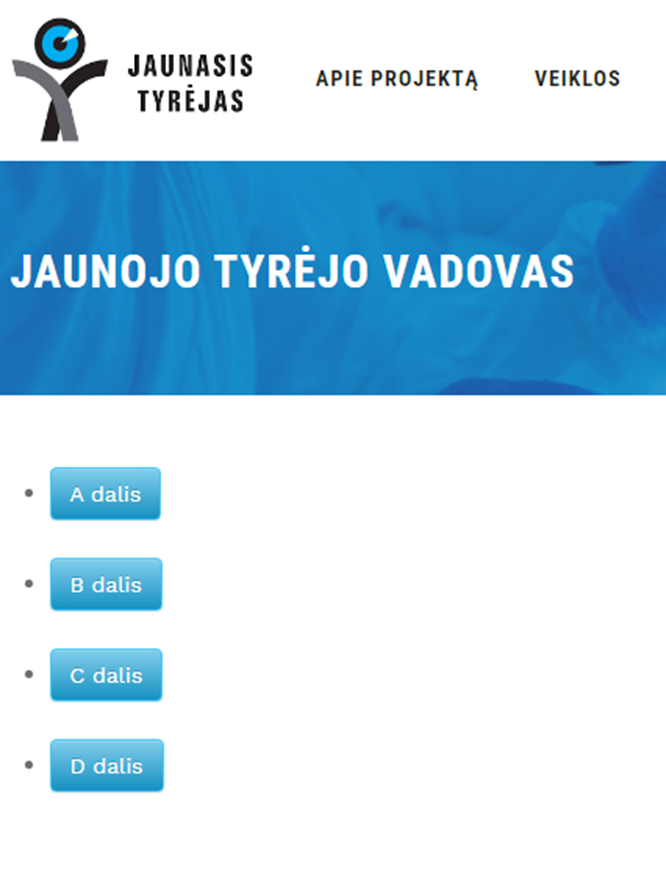 JAUNASIS
TYRĖJAS
APIE PROJEKTĄ VEIKLOS
JAUNOJO TYRĖJO VADOVAS
A dalis
B dalis
C dalis
D dalis